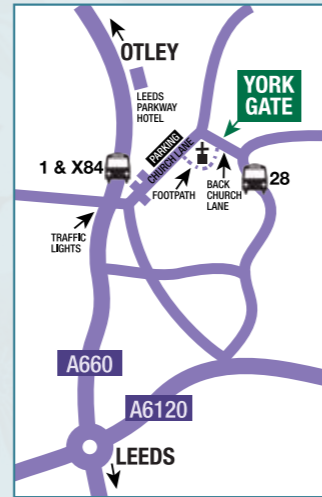 OTLEY
LEEDS
PARKWAY
HOTEL
YORK
GATE
PARKING
CHURCH LANE
1 & X84
28
FOOTPATH
BACK
CHURCH
LANE
TRAFFIC
LIGHTS
A660
A6120
LEEDS